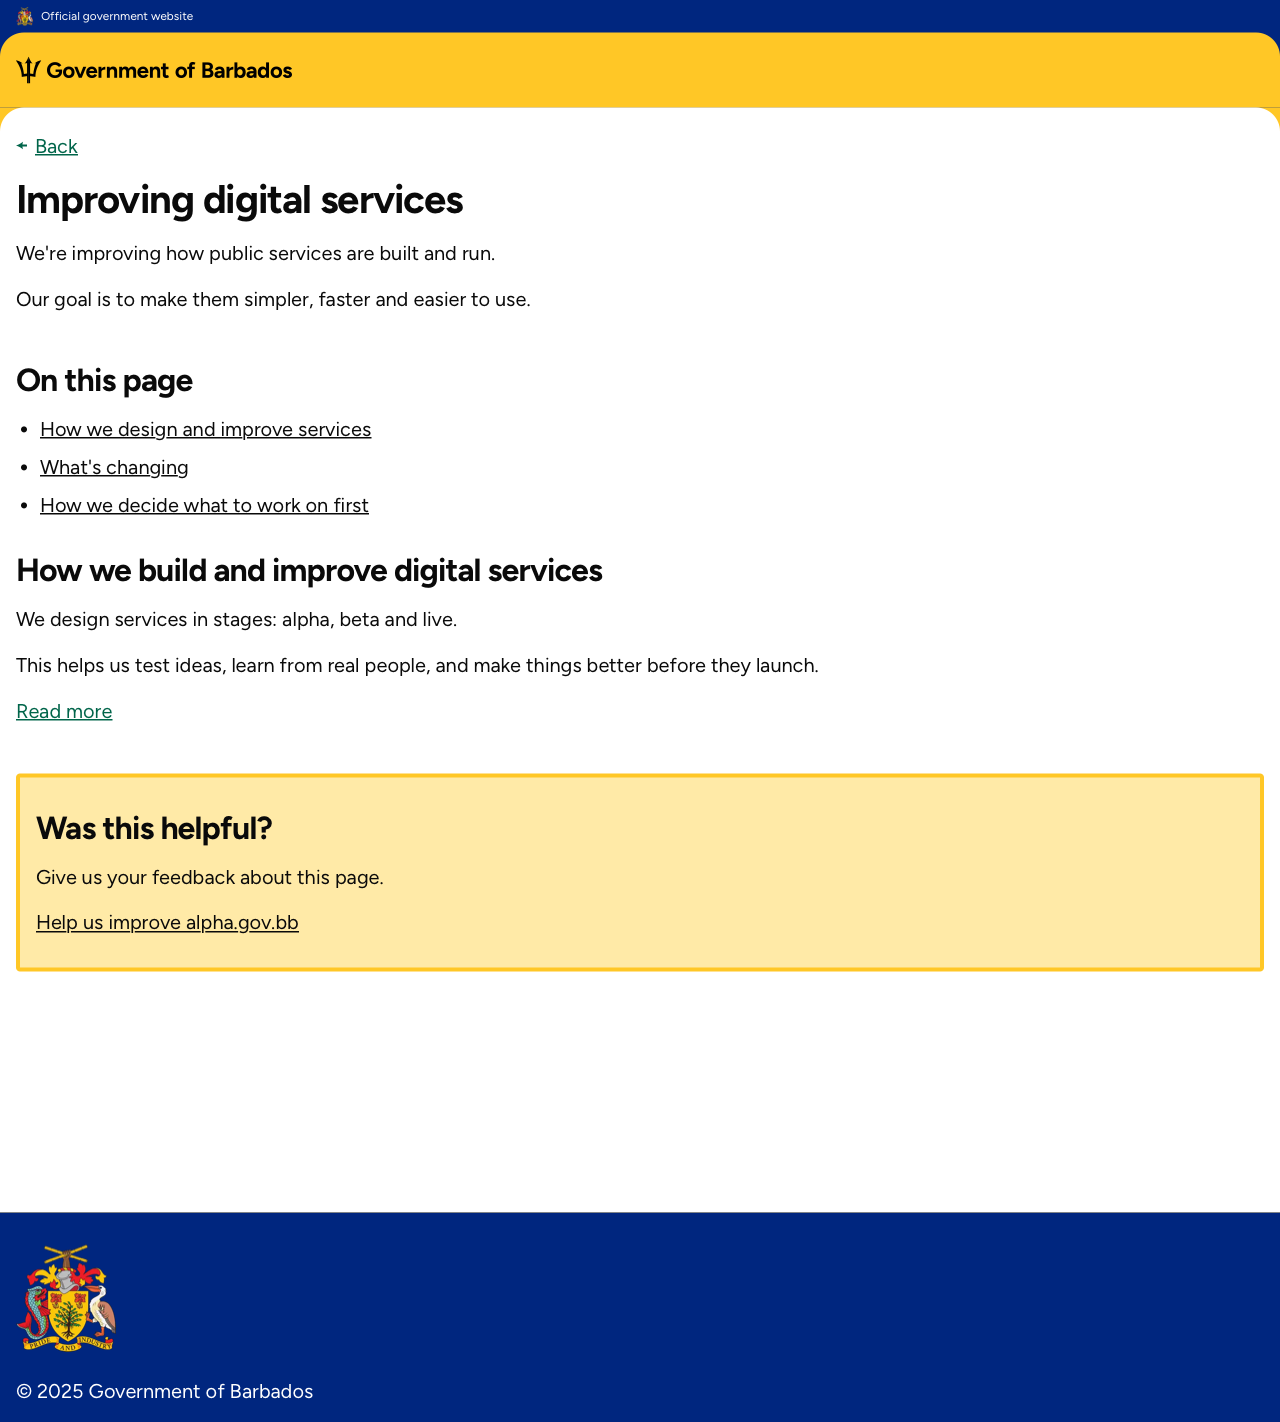 Official government website
Government of Barbados
Back
Improving digital services
We're improving how public services are built and run.
Our goal is to make them simpler, faster and easier to use.
On this page
• How we design and improve services
• What's changing
• How we decide what to work on first
How we build and improve digital services
We design services in stages: alpha, beta and live.
This helps us test ideas, learn from real people, and make things better before they launch.
Read more
Was this helpful?
Give us your feedback about this page.
Help us improve alpha.gov.bb
PRIDE AND INDUSTRY
© 2025 Government of Barbados